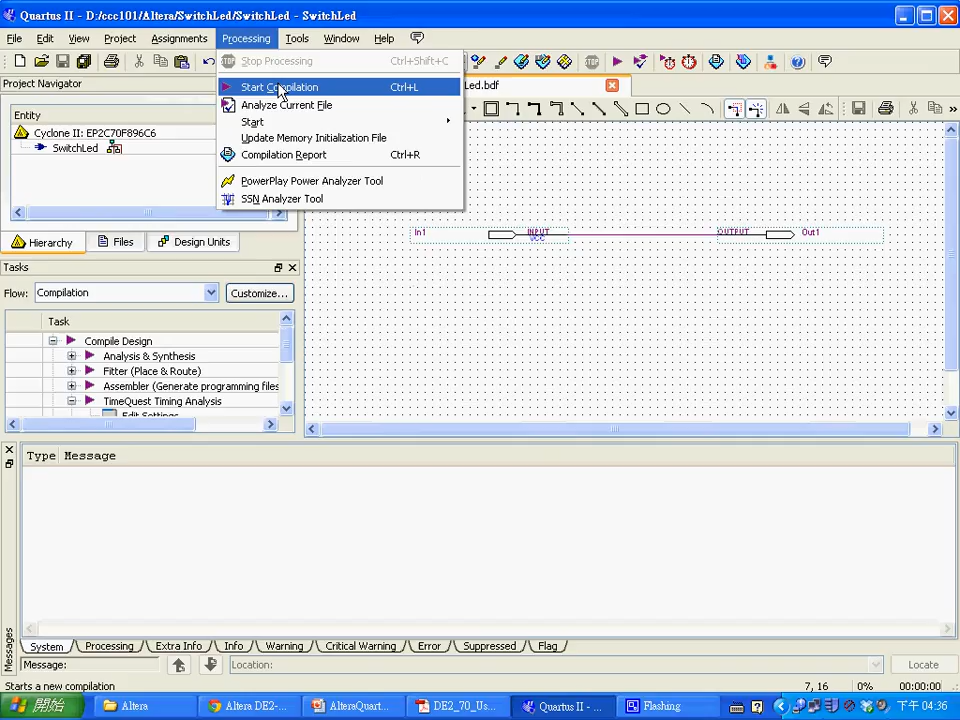 Quartus II - D:/ccc101/Altera/SwitchLed/SwitchLed - SwitchLed
File Edit View Project Assignments Processing Tools Window Help
Stop Processing Ctrl+Shift+C
Start Compilation Ctrl+L
Analyze Current File
Start
Update Memory Initialization File
Compilation Report Ctrl+R
PowerPlay Power Analyzer Tool
SSN Analyzer Tool
Project Navigator
Entity
Cyclone II: EP2C70F896C6
SwitchLed
Hierarchy Files Design Units
Led.bdf
In1 INPUT VCC OUTPUT Out1
Tasks
Flow: Compilation Customize...
Task
Compile Design
Analysis & Synthesis
Fitter (Place & Route)
Assembler (Generate programming files
TimeQuest Timing Analysis
Edit Settings
Type Message
Messages
System Processing Extra Info Info Warning Critical Warning Error Suppressed Flag
Message: Location: Locate
Starts a new compilation 7, 16 0% 00:00:00
開始 Altera Altera DE2-... AlteraQuart... DE2_70_Us... Quartus II - ... Flashing 下午 04:36